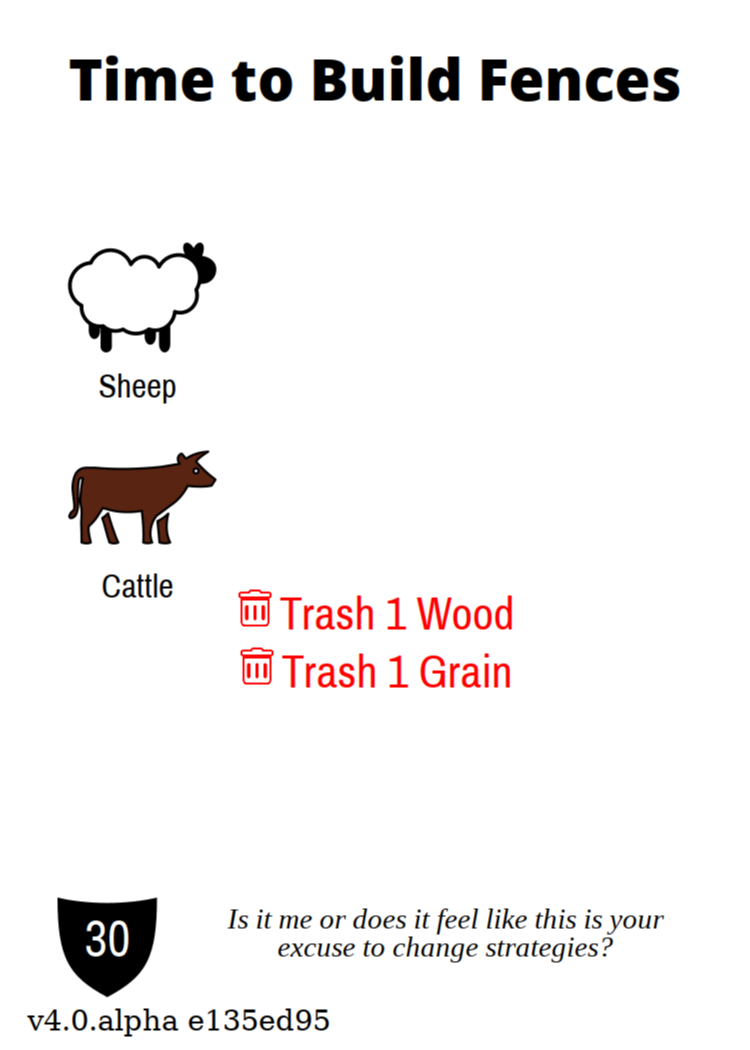 Time to Build Fences
Sheep
Cattle
Trash 1 Wood
Trash 1 Grain
30
Is it me or does it feel like this is your
excuse to change strategies?
v4.0.alpha e135ed95